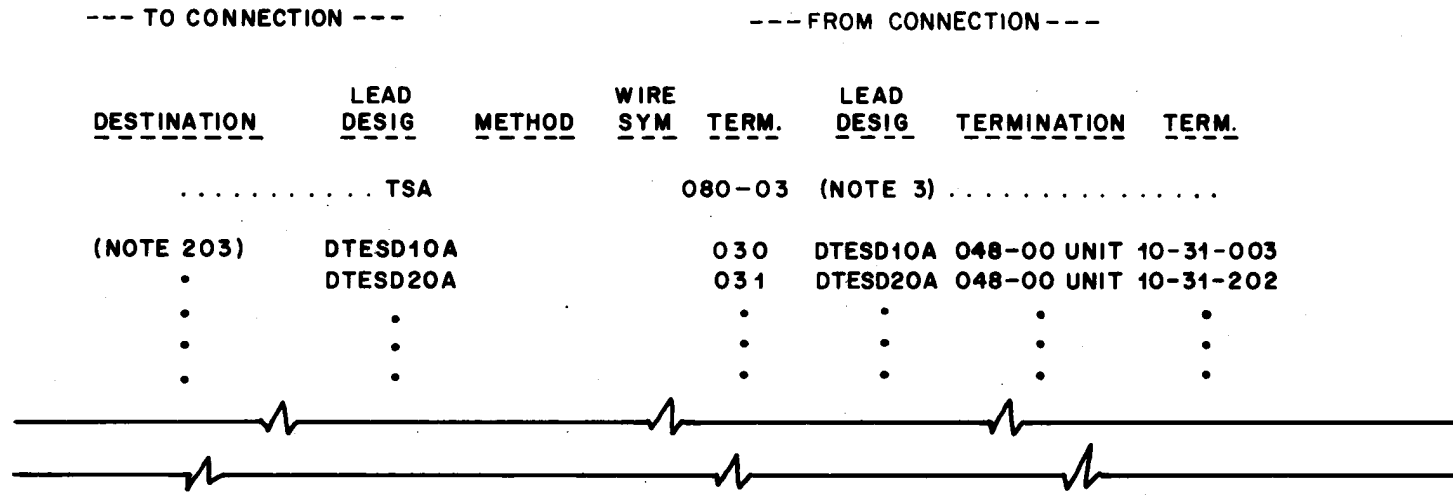 --- TO CONNECTION --- ---FROM CONNECTION---
LEAD WIRE LEAD
DESTINATION DESIG METHOD SYM TERM. DESIG TERMINATION TERM.
........... TSA 080-03 (NOTE 3) ...............
(NOTE 203) DTESD10A 030 DTESD10A 048-00 UNIT 10-31-003
• DTESD20A 031 DTESD20A 048-00 UNIT 10-31-202
• • • • • •
• • • • • •
• • • • • •